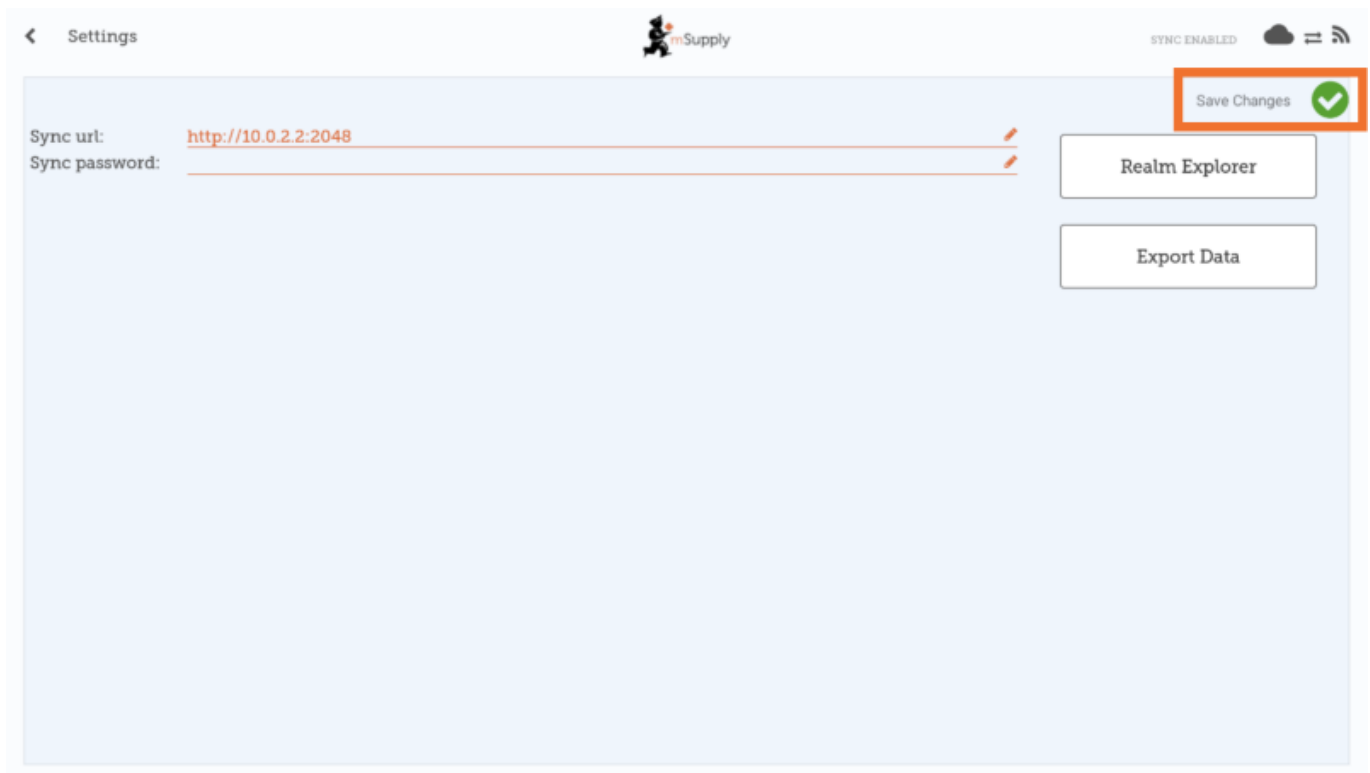 Settings
mSupply
SYNC ENABLED
Save Changes
Sync url: http://10.0.2.2:2048
Sync password:
Realm Explorer
Export Data